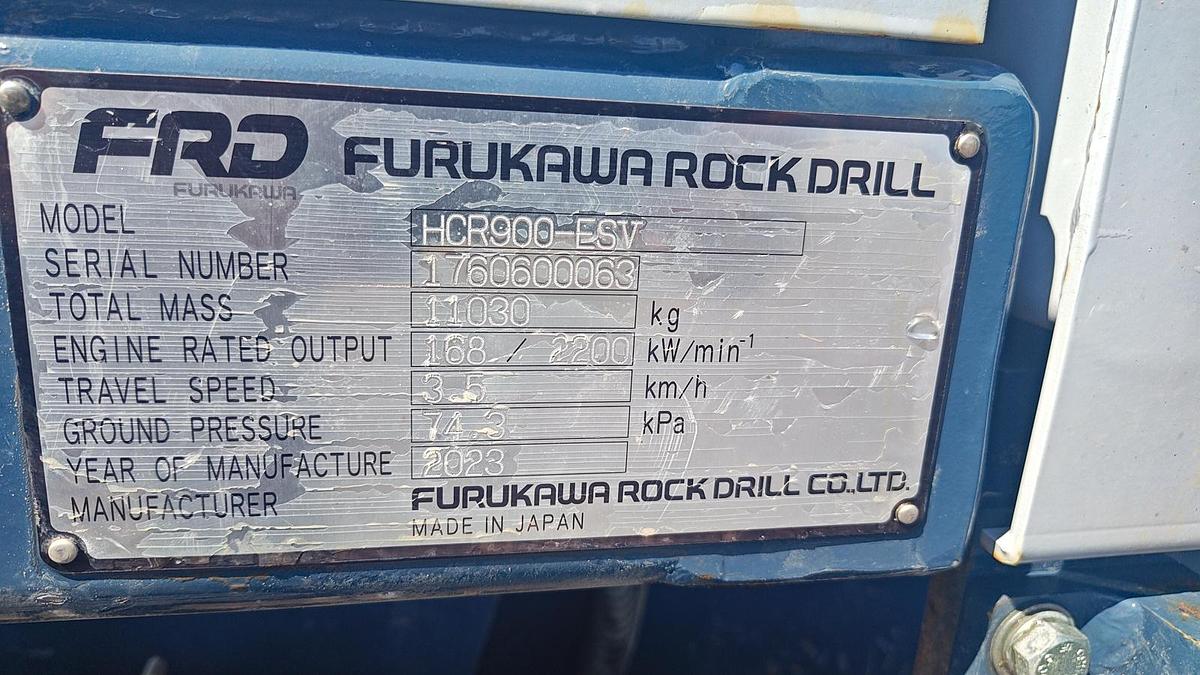 FRD FURUKAWA ROCK DRILL
FURUKAWA
MODEL HCR900-ESV
SERIAL NUMBER 1760600063
TOTAL MASS 11030 kg
ENGINE RATED OUTPUT 168 / 2200 kW/min⁻¹
TRAVEL SPEED 3.5 km/h
GROUND PRESSURE 74.3 kPa
YEAR OF MANUFACTURE 2023
MANUFACTURER FURUKAWA ROCK DRILL CO.,LTD.
MADE IN JAPAN